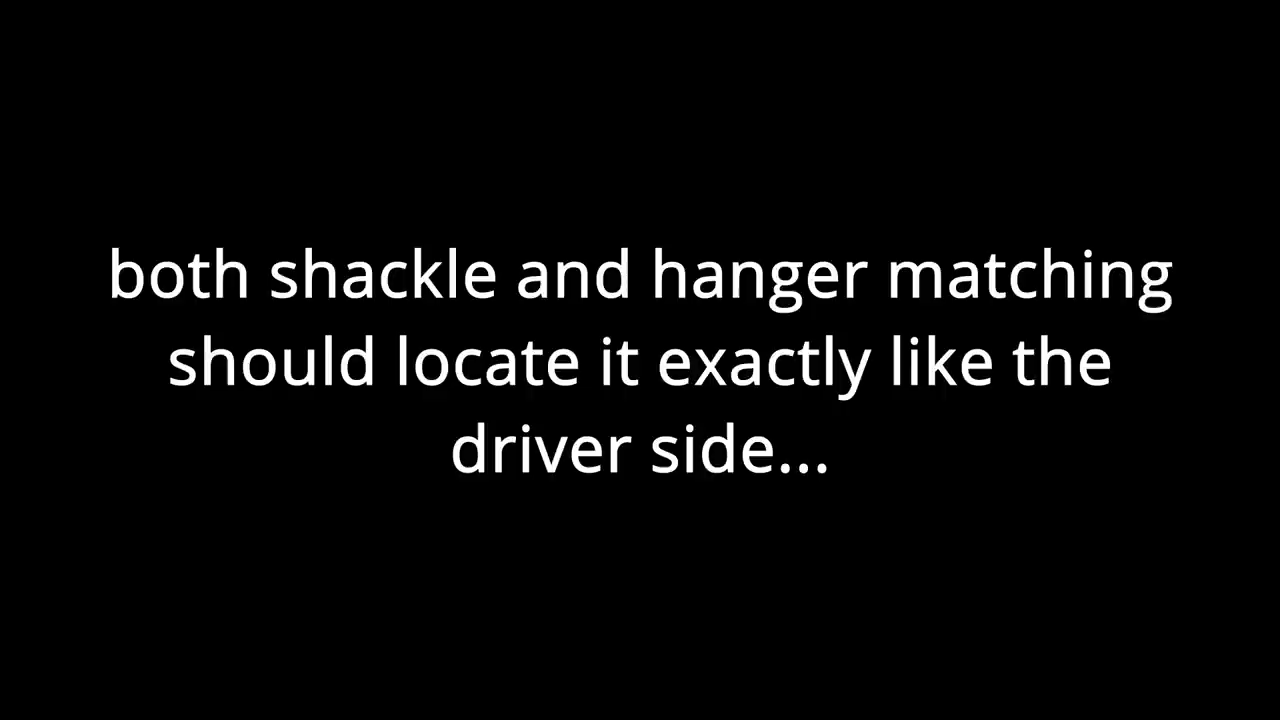 both shackle and hanger matching
should locate it exactly like the
driver side...